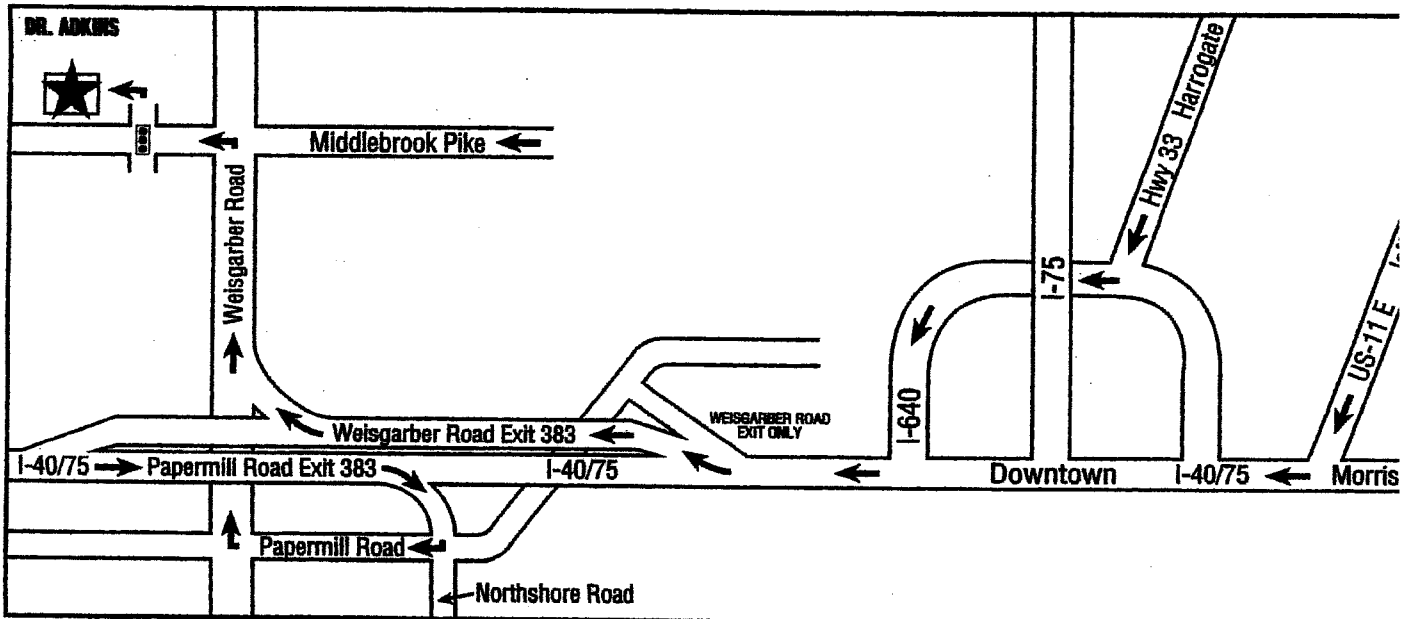 DR. ADKINS
Harrogate
Hwy 33
Middlebrook Pike
Weisgarber Road
I-75
US-11 E
WEISGARBER ROAD
EXIT ONLY
I-640
Weisgarber Road Exit 383
I-40/75
Papermill Road Exit 383
I-40/75
Downtown
I-40/75
Morris
Papermill Road
Northshore Road